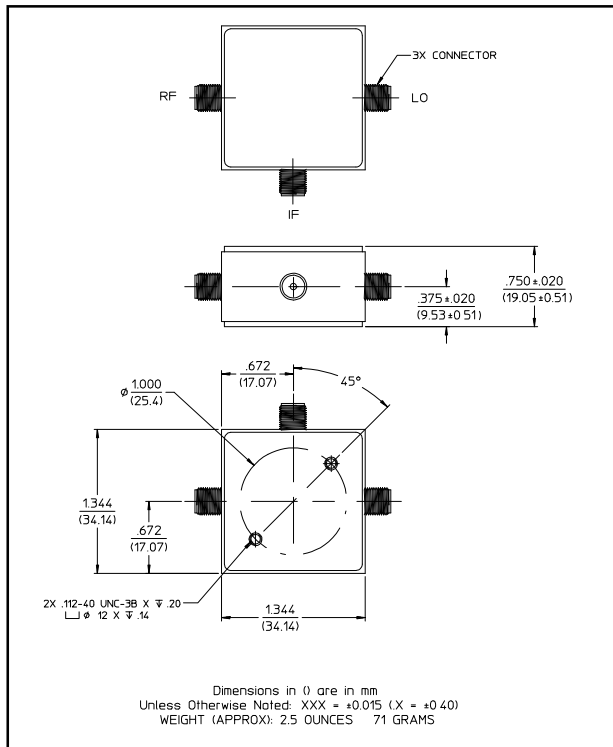 3X CONNECTOR
RF
LO
IF
.375±.020
(9.53±0.51)
.750±.020
(19.05±0.51)
.672
(17.07)
45°
⌀ 1.000
(25.4)
1.344
(34.14)
.672
(17.07)
2X .112-40 UNC-3B X ↧ .20
⌴ ⌀ 12 X ↧ .14
1.344
(34.14)
Dimensions in () are in mm
Unless Otherwise Noted: XXX = ±0.015 (.X = ±0 40)
WEIGHT (APPROX): 2.5 OUNCES 71 GRAMS